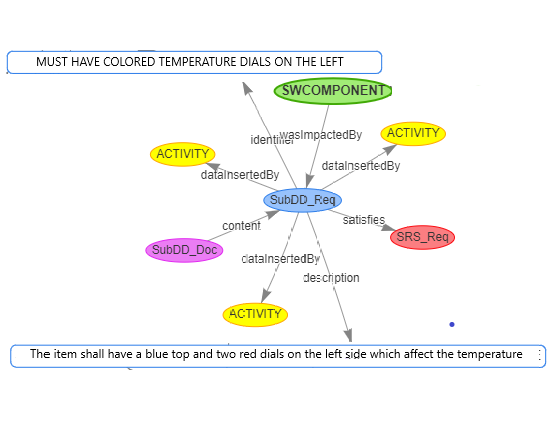 MUST HAVE COLORED TEMPERATURE DIALS ON THE LEFT
SWCOMPONENT
identifier
wasImpactedBy
ACTIVITY
ACTIVITY
dataInsertedBy
dataInsertedBy
SubDD_Req
content
satisfies
SubDD_Doc
SRS_Req
dataInsertedBy
description
ACTIVITY
The item shall have a blue top and two red dials on the left side which affect the temperature